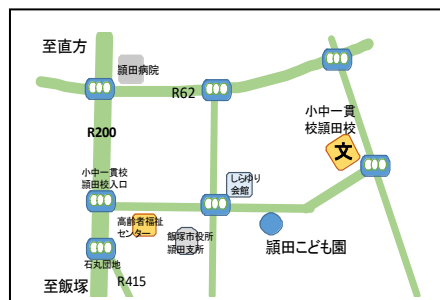 至直方
頴田病院
R62
小中一貫
校頴田校
文
R200
小中一貫校
頴田校入口
しらゆり
会館
高齢者福祉
センター
飯塚市役所
頴田支所
頴田こども園
石丸団地
至飯塚
R415